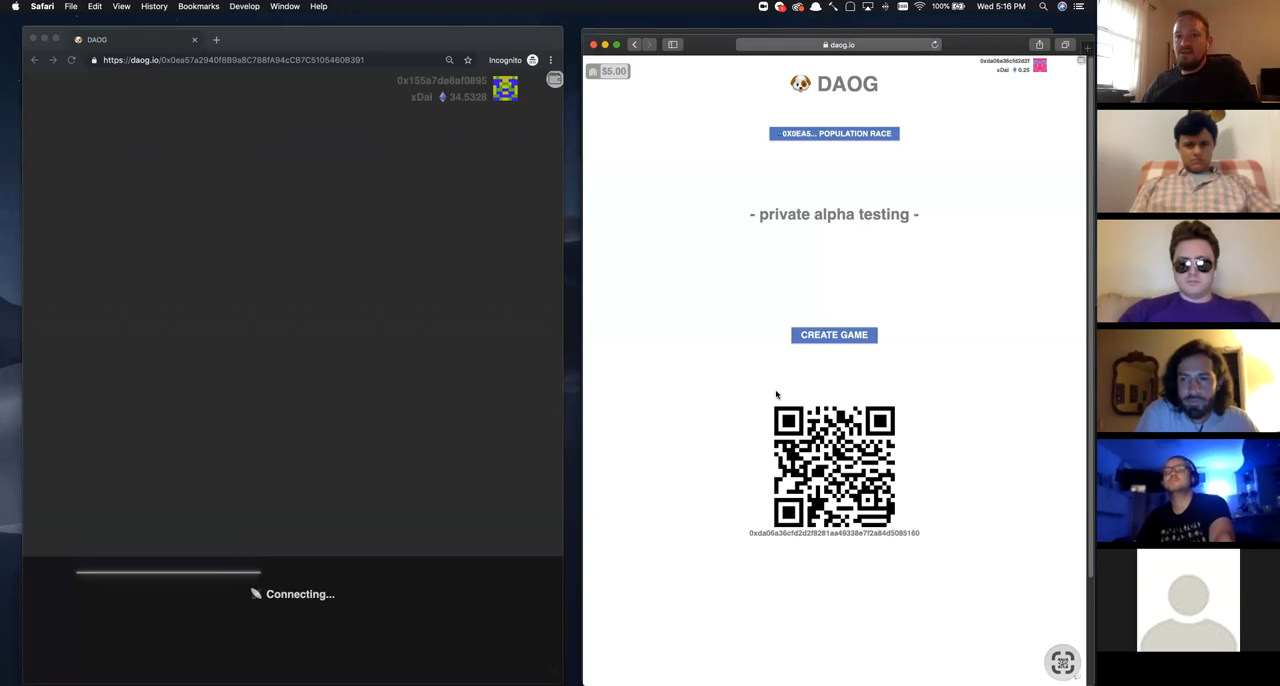 Safari File Edit View History Bookmarks Develop Window Help
100% Wed 5:16 PM
DAOG
https://daog.io/0x0ea57a2940f8B9a8C788fA94cCB7C5105460B391
Incognito
0x155a7de8af0895
xDai 34.5328
Connecting...
daog.io
$5.00
0xda06a36cfd2d2f
xDai 0.25
DAOG
0X0EA5... POPULATION RACE
- private alpha testing -
CREATE GAME
0xda06a36cfd2d2f8281aa49338e7f2a84d5085160